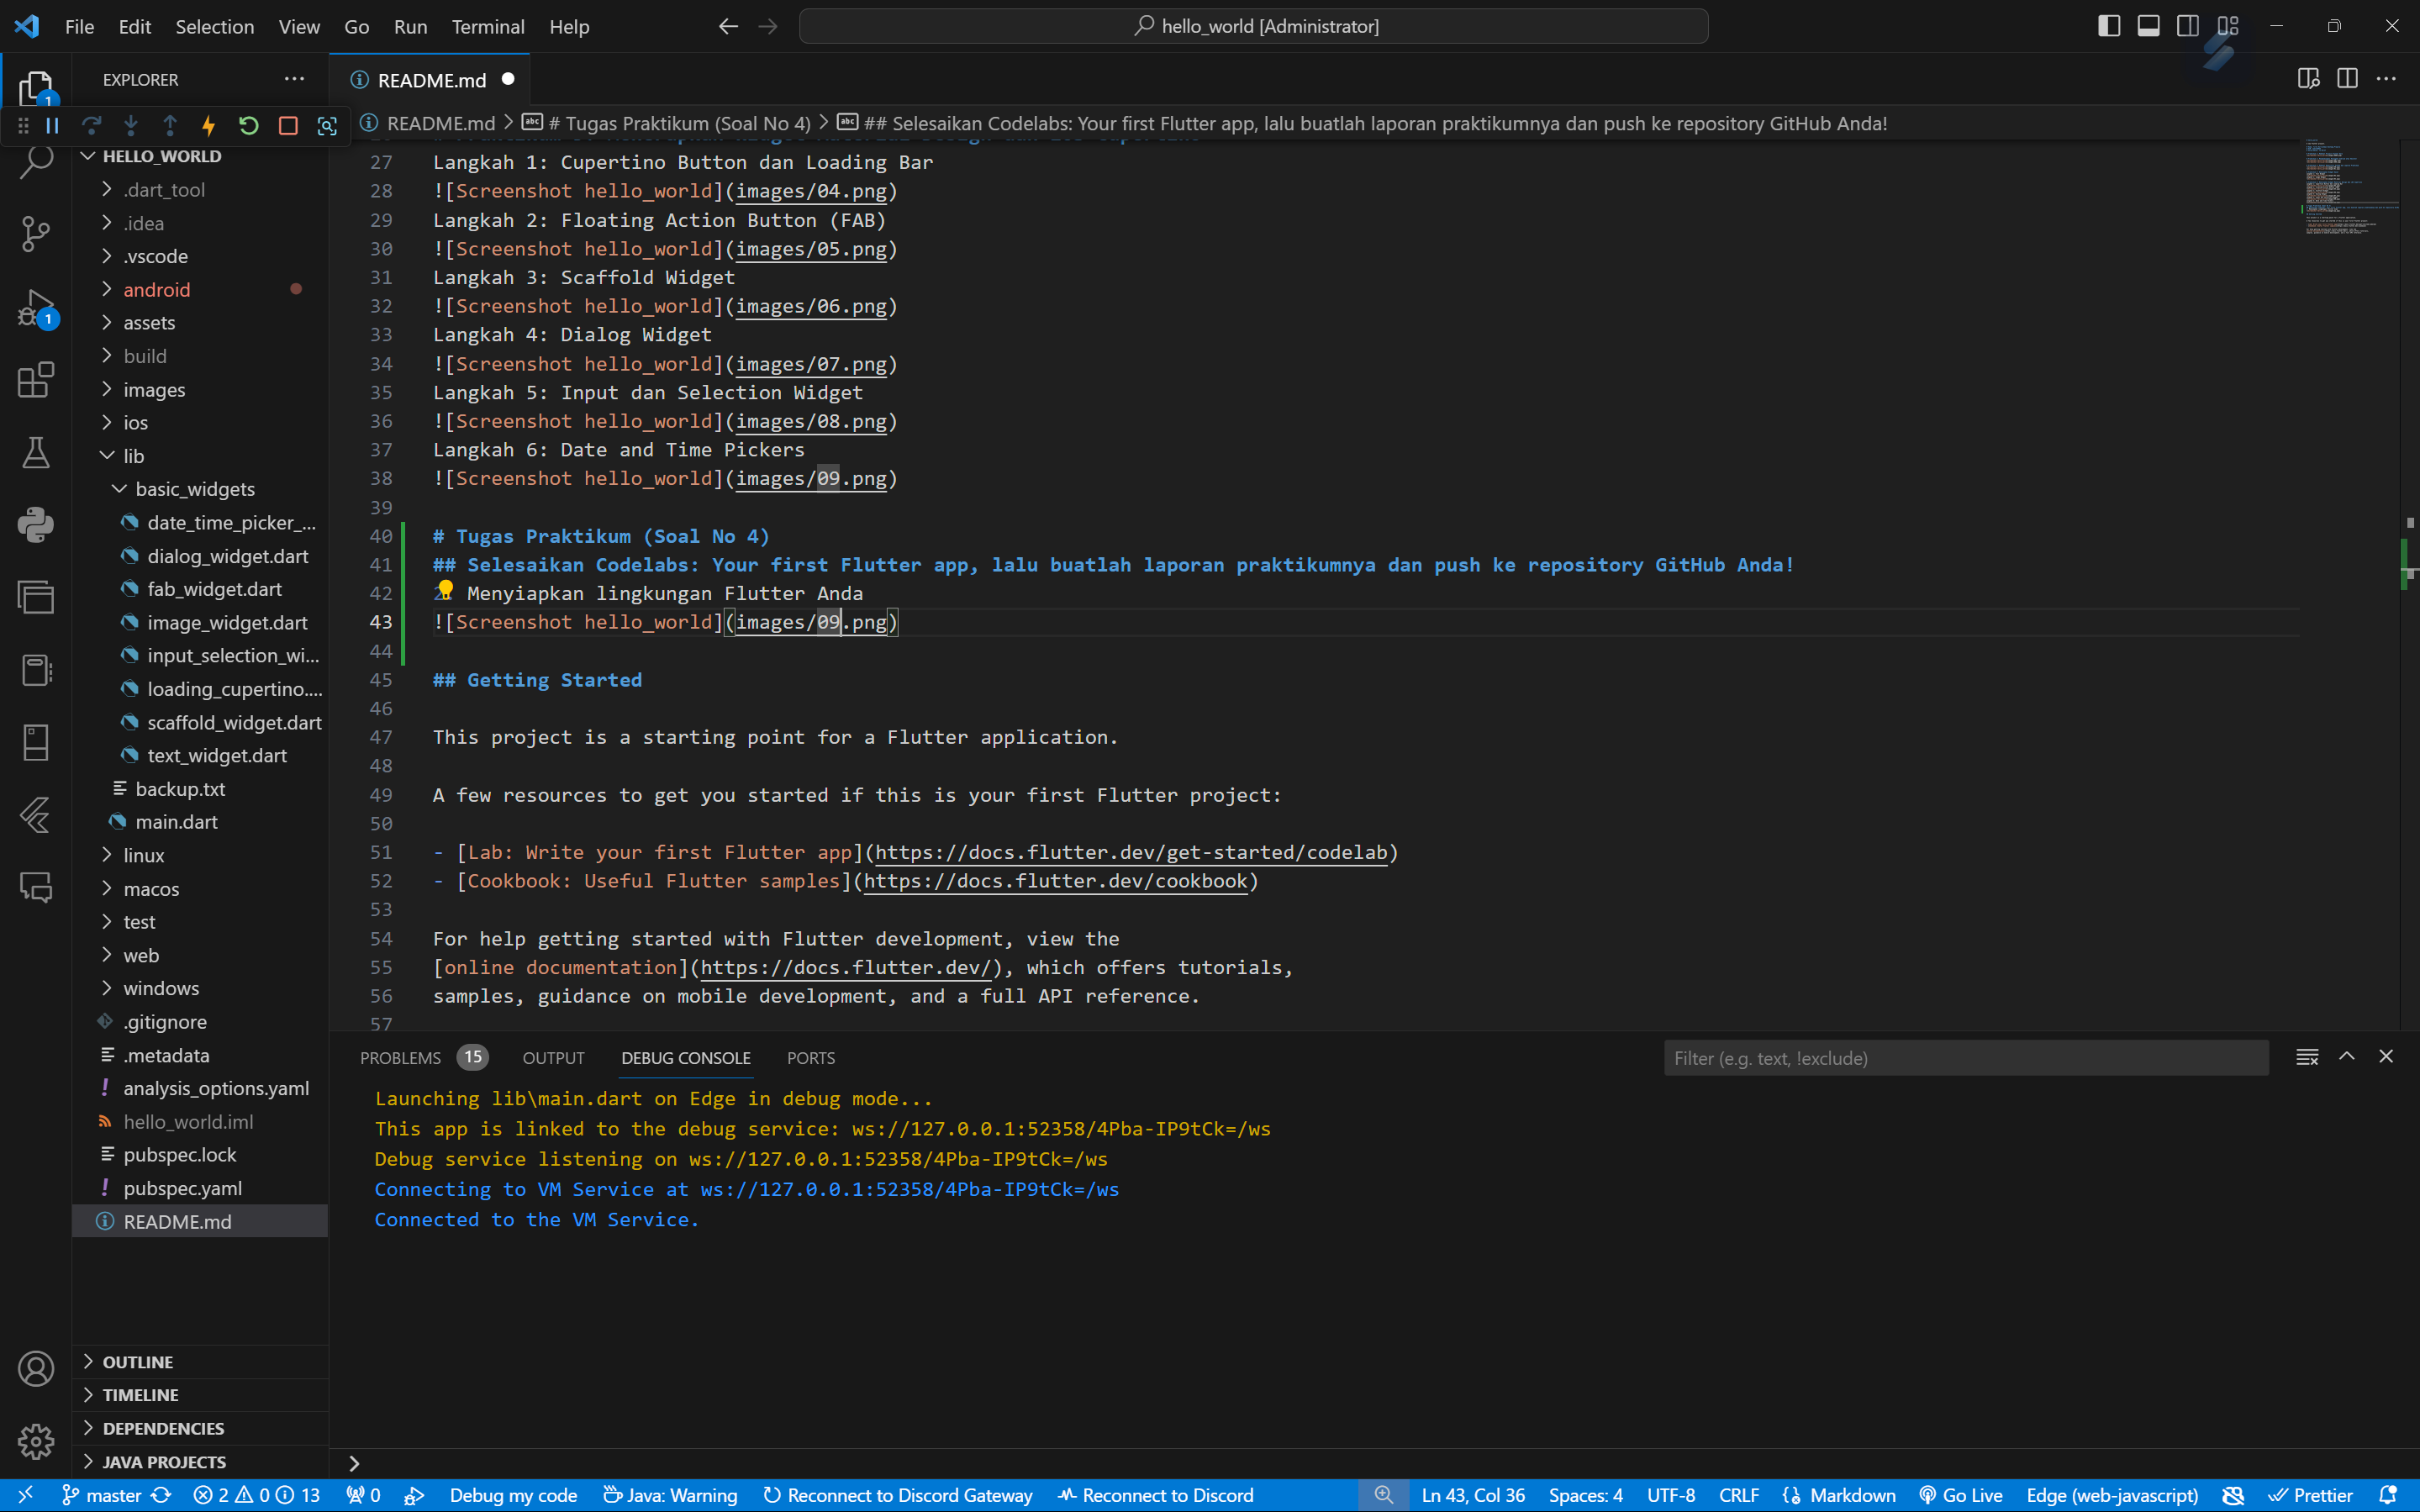 File Edit Selection View Go Run Terminal Help
hello_world [Administrator]
EXPLORER
README.md
1
README.md > # Tugas Praktikum (Soal No 4) > ## Selesaikan Codelabs: Your first Flutter app, lalu buatlah laporan praktikumnya dan push ke repository GitHub Anda!
HELLO_WORLD
.dart_tool
.idea
.vscode
android
1
assets
build
images
ios
lib
basic_widgets
date_time_picker_...
dialog_widget.dart
fab_widget.dart
image_widget.dart
input_selection_wi...
loading_cupertino....
scaffold_widget.dart
text_widget.dart
backup.txt
main.dart
linux
macos
test
web
windows
.gitignore
.metadata
analysis_options.yaml
hello_world.iml
pubspec.lock
pubspec.yaml
README.md
OUTLINE
TIMELINE
DEPENDENCIES
JAVA PROJECTS
27 Langkah 1: Cupertino Button dan Loading Bar
28 ![Screenshot hello_world](images/04.png)
29 Langkah 2: Floating Action Button (FAB)
30 ![Screenshot hello_world](images/05.png)
31 Langkah 3: Scaffold Widget
32 ![Screenshot hello_world](images/06.png)
33 Langkah 4: Dialog Widget
34 ![Screenshot hello_world](images/07.png)
35 Langkah 5: Input dan Selection Widget
36 ![Screenshot hello_world](images/08.png)
37 Langkah 6: Date and Time Pickers
38 ![Screenshot hello_world](images/09.png)
39
40 # Tugas Praktikum (Soal No 4)
41 ## Selesaikan Codelabs: Your first Flutter app, lalu buatlah laporan praktikumnya dan push ke repository GitHub Anda!
42 Menyiapkan lingkungan Flutter Anda
43 ![Screenshot hello_world](images/09.png)
44
45 ## Getting Started
46
47 This project is a starting point for a Flutter application.
48
49 A few resources to get you started if this is your first Flutter project:
50
51 - [Lab: Write your first Flutter app](https://docs.flutter.dev/get-started/codelab)
52 - [Cookbook: Useful Flutter samples](https://docs.flutter.dev/cookbook)
53
54 For help getting started with Flutter development, view the
55 [online documentation](https://docs.flutter.dev/), which offers tutorials,
56 samples, guidance on mobile development, and a full API reference.
57
PROBLEMS 15 OUTPUT DEBUG CONSOLE PORTS
Filter (e.g. text, !exclude)
Launching lib\main.dart on Edge in debug mode...
This app is linked to the debug service: ws://127.0.0.1:52358/4Pba-IP9tCk=/ws
Debug service listening on ws://127.0.0.1:52358/4Pba-IP9tCk=/ws
Connecting to VM Service at ws://127.0.0.1:52358/4Pba-IP9tCk=/ws
Connected to the VM Service.
master 2 0 13 0 Debug my code Java: Warning Reconnect to Discord Gateway Reconnect to Discord Ln 43, Col 36 Spaces: 4 UTF-8 CRLF Markdown Go Live Edge (web-javascript) Prettier